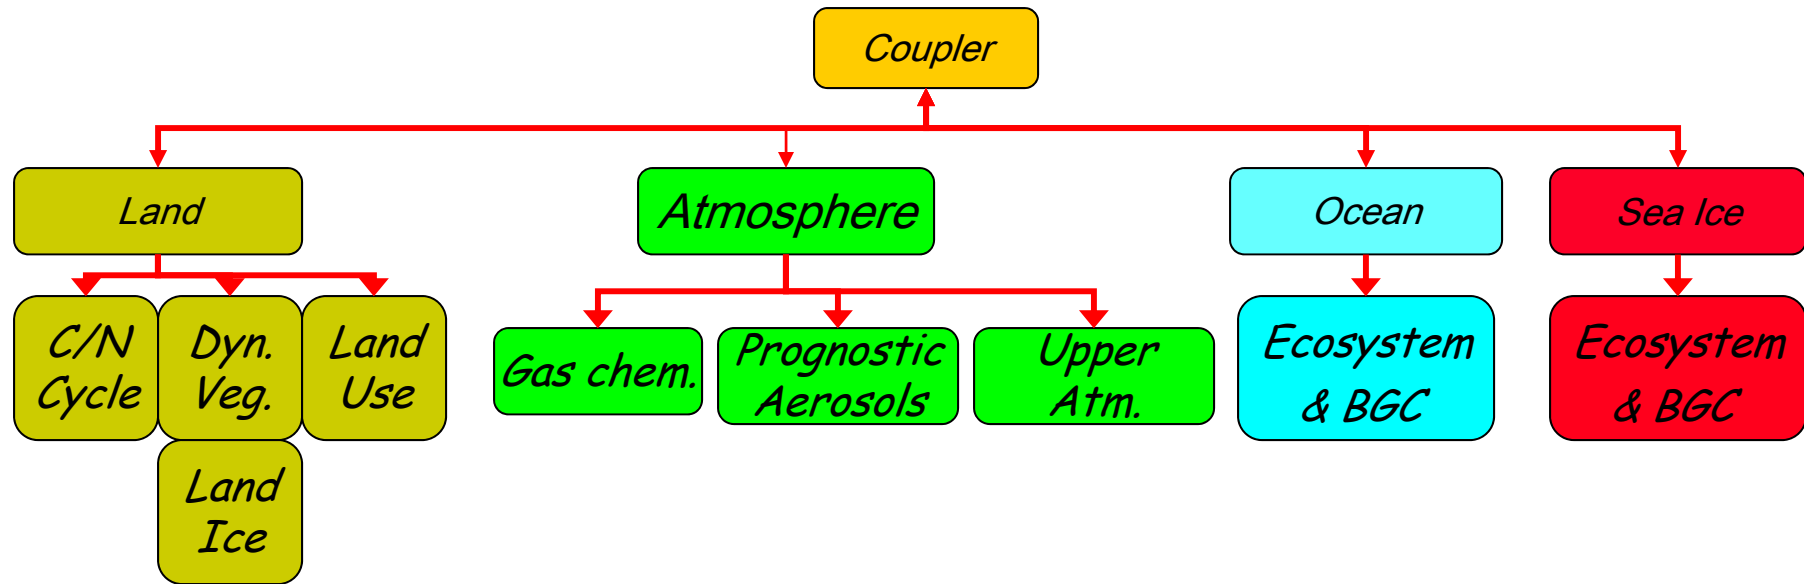 Coupler
Land
Atmosphere
Ocean
Sea Ice
C/N
Cycle
Dyn.
Veg.
Land
Use
Gas chem.
Prognostic
Aerosols
Upper
Atm.
Ecosystem
& BGC
Ecosystem
& BGC
Land
Ice